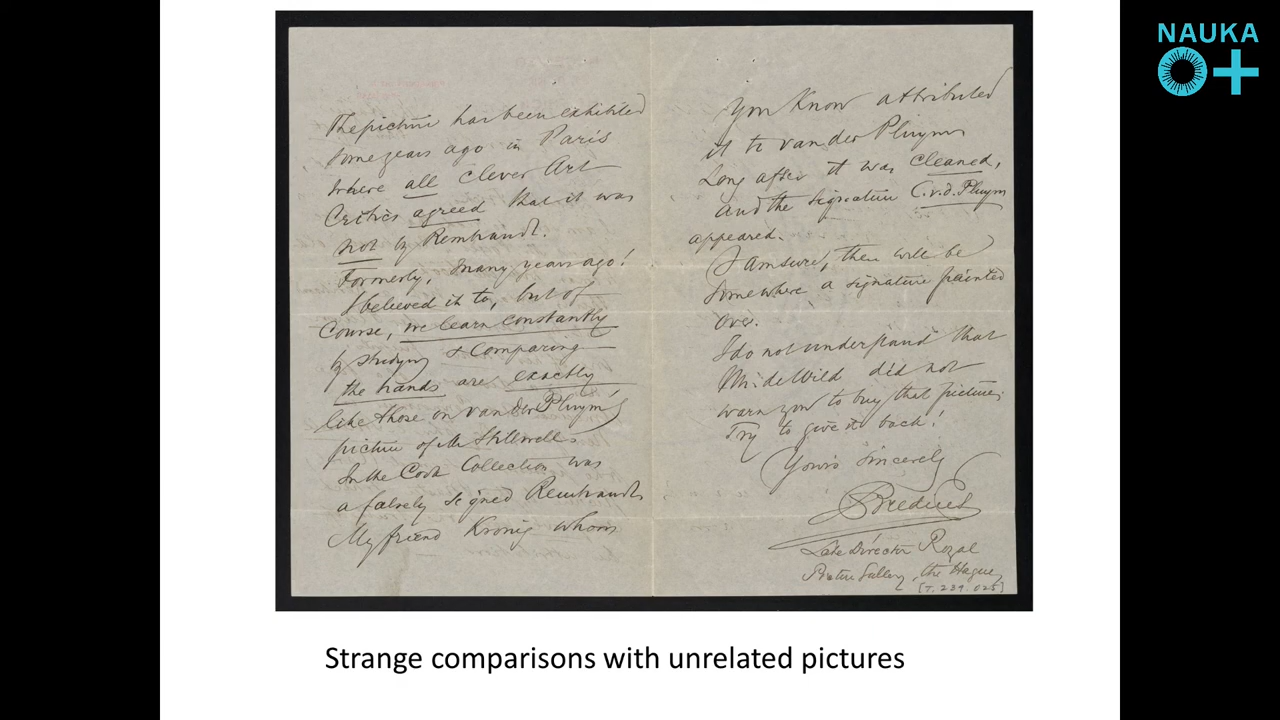 The picture has been exhibited
some years ago in Paris
where all clever Art
Critics agreed that it was
not by Rembrandt.
Formerly, many years ago!
I believed it to, but of
course, we learn constantly
by studying & comparing
the hands are exactly
like those on van der Pluym's
picture of Mr Stillwell.
In the Cook Collection was
a falsely signed Rembrandt
My friend Kronig whom
you know attributed
it to van der Pluym
long after it was cleaned,
and the signature C.v.d.Pluym
appeared.
I am sure, there will be
somewhere a signature painted
over.
I do not understand that
Mr. de Wild did not
warn you to buy that picture.
Try to give it back!
Yours sincerely
ABredius
Late Director Royal
Picture Gallery, the Hague
[T.239.025]
Strange comparisons with unrelated pictures
NAUKA
0+